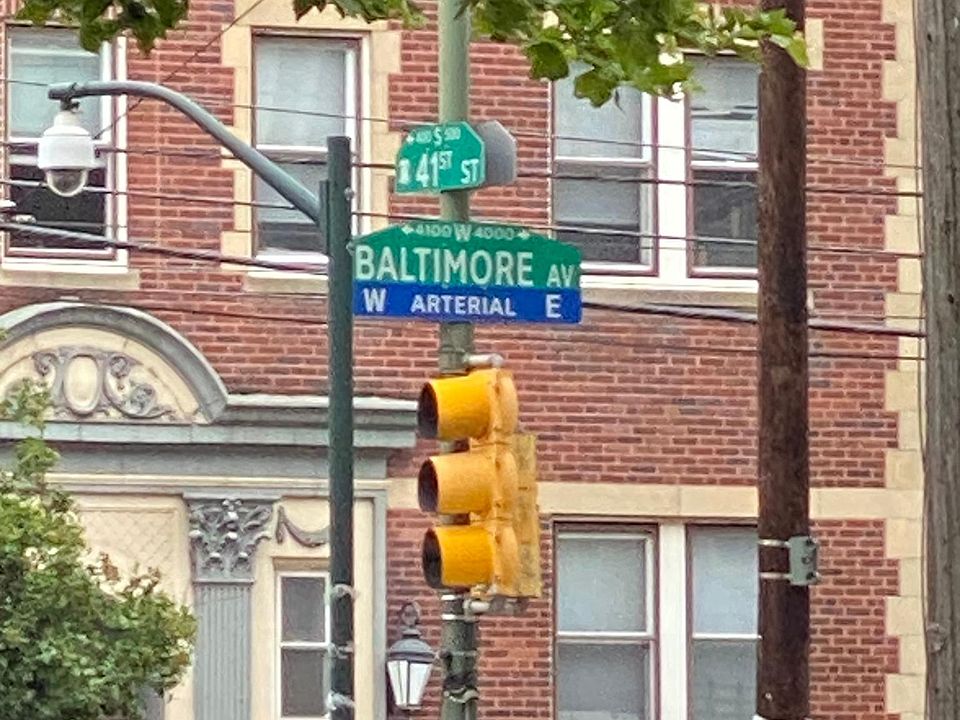 ← 400 S 500
S 41ST ST
← 4100 W 4000 →
BALTIMORE AV
W ARTERIAL E